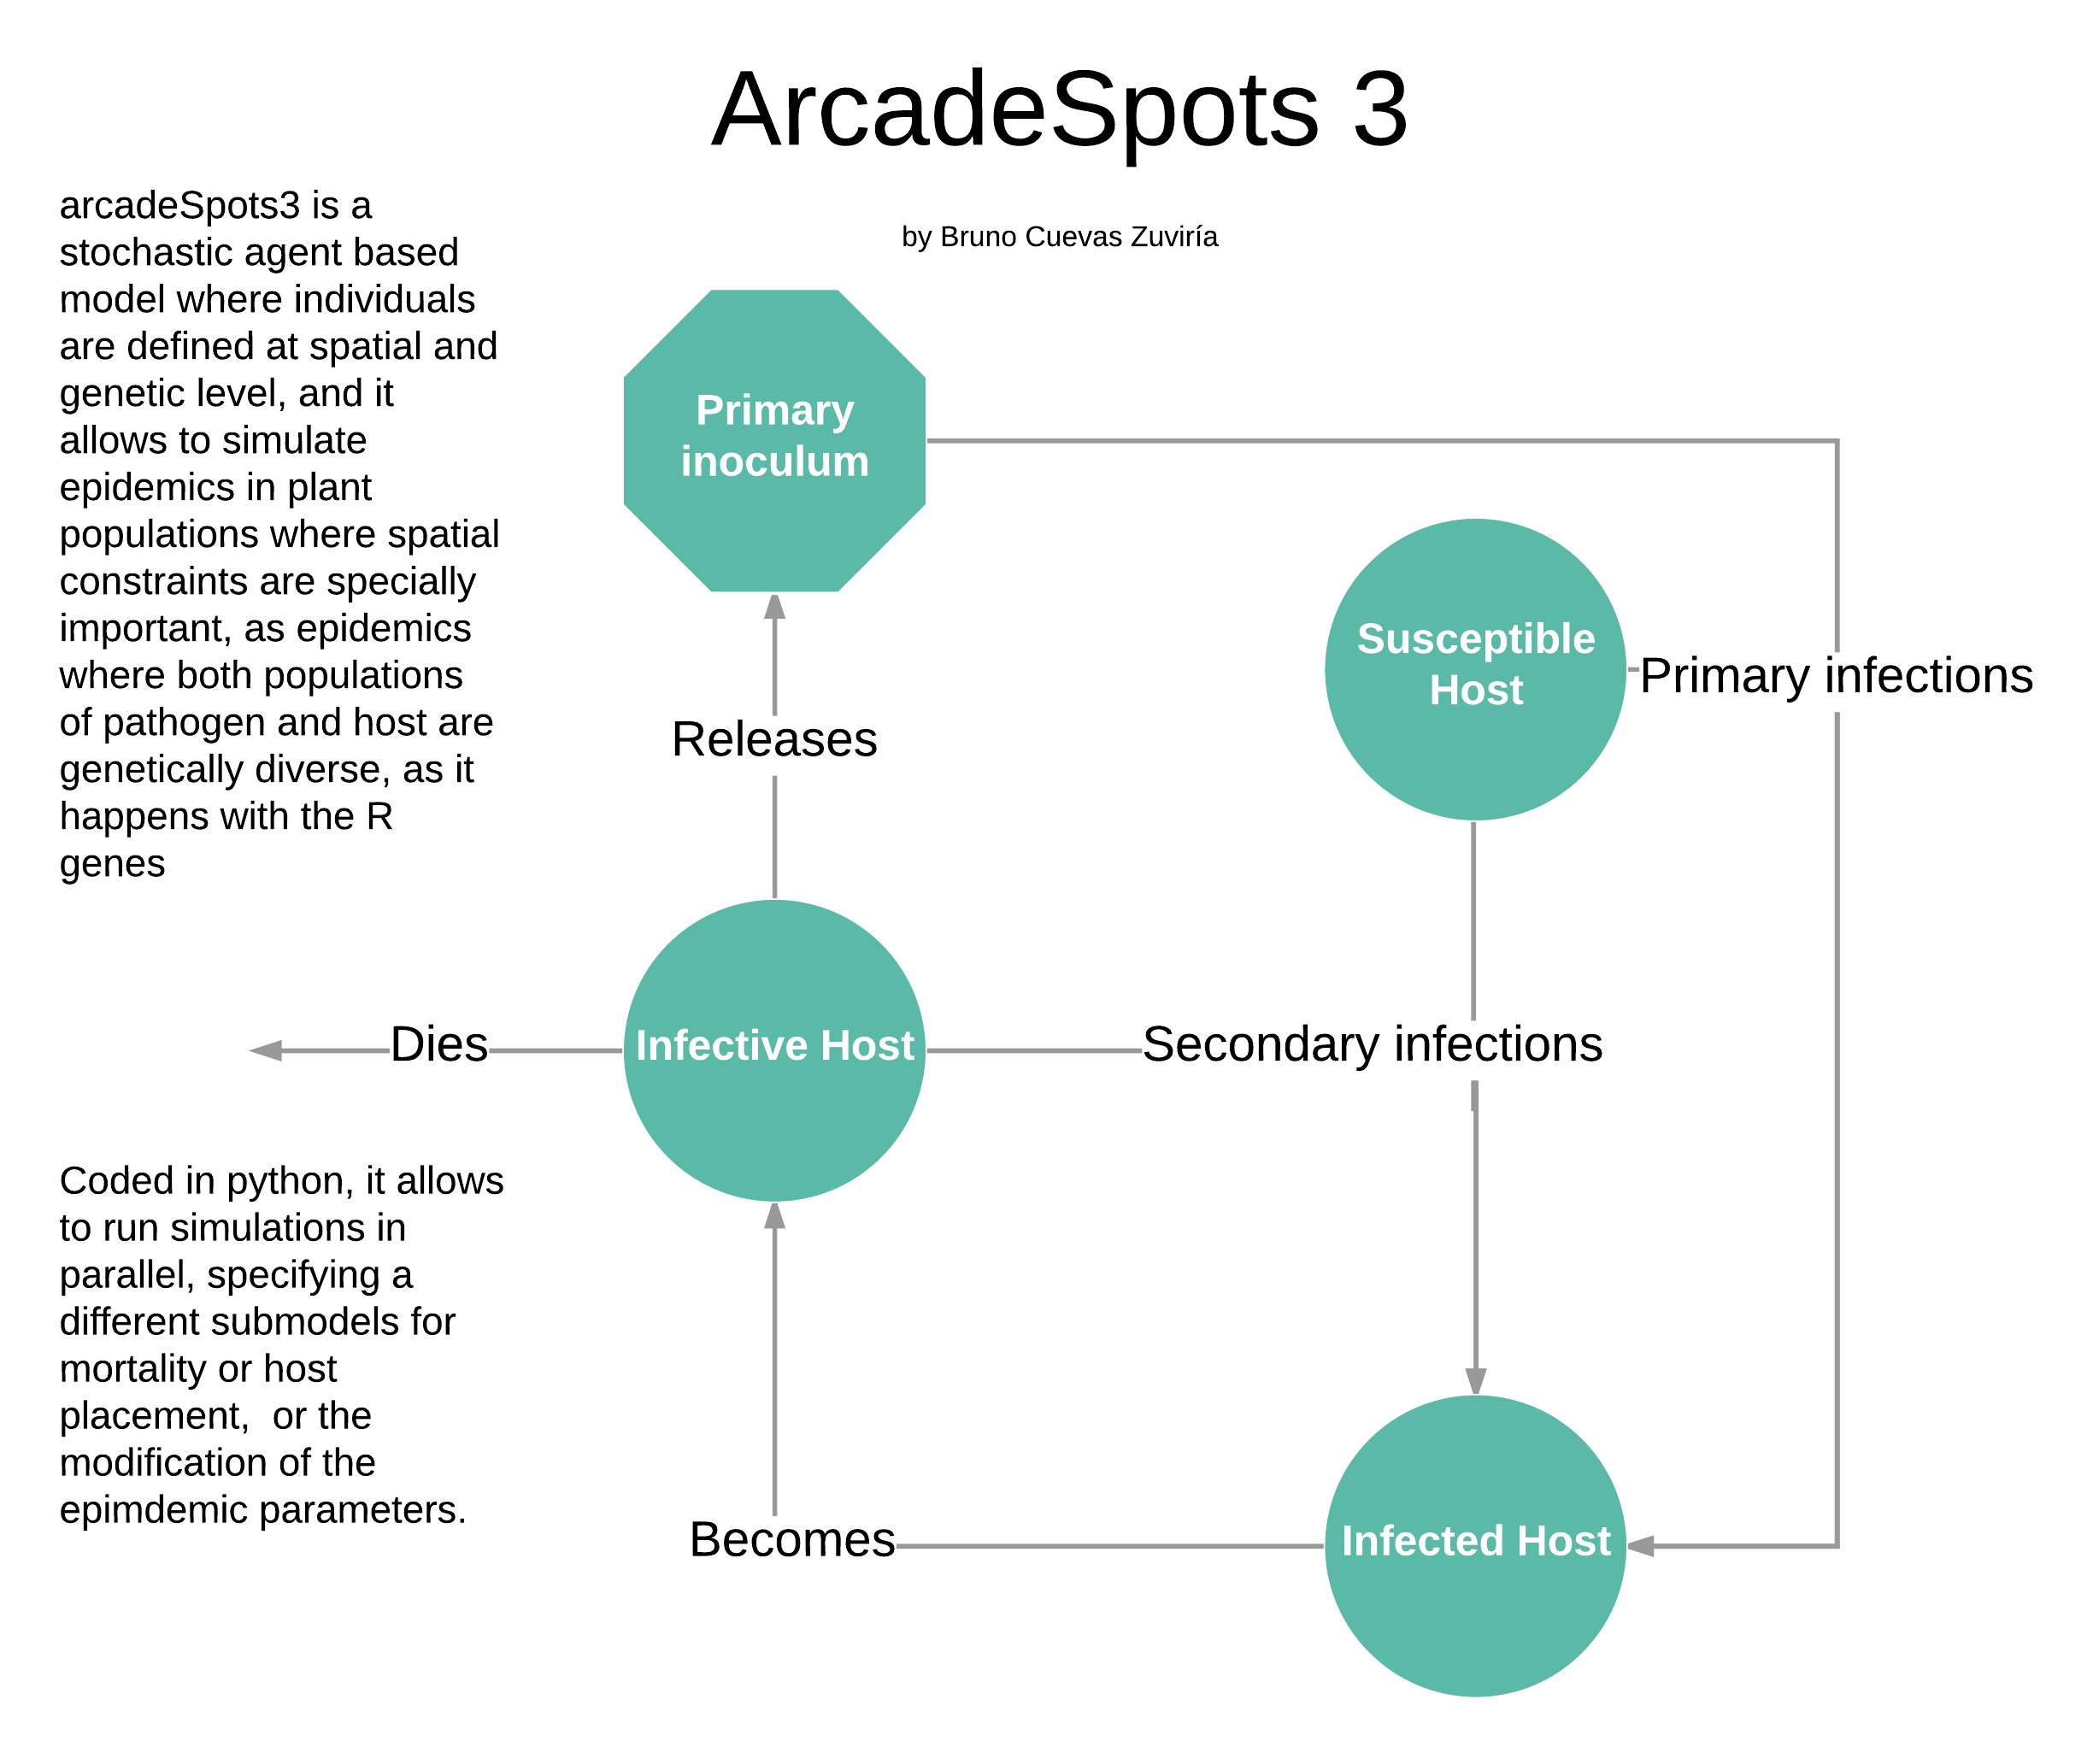 ArcadeSpots 3
by Bruno Cuevas Zuviría
arcadeSpots3 is a
stochastic agent based
model where individuals
are defined at spatial and
genetic level, and it
allows to simulate
epidemics in plant
populations where spatial
constraints are specially
important, as epidemics
where both populations
of pathogen and host are
genetically diverse, as it
happens with the R
genes
Primary
inoculum
Susceptible
Host
Primary infections
Releases
Dies
Infective Host
Secondary infections
Coded in python, it allows
to run simulations in
parallel, specifying a
different submodels for
mortality or host
placement,  or the
modification of the
epimdemic parameters.
Becomes
Infected Host